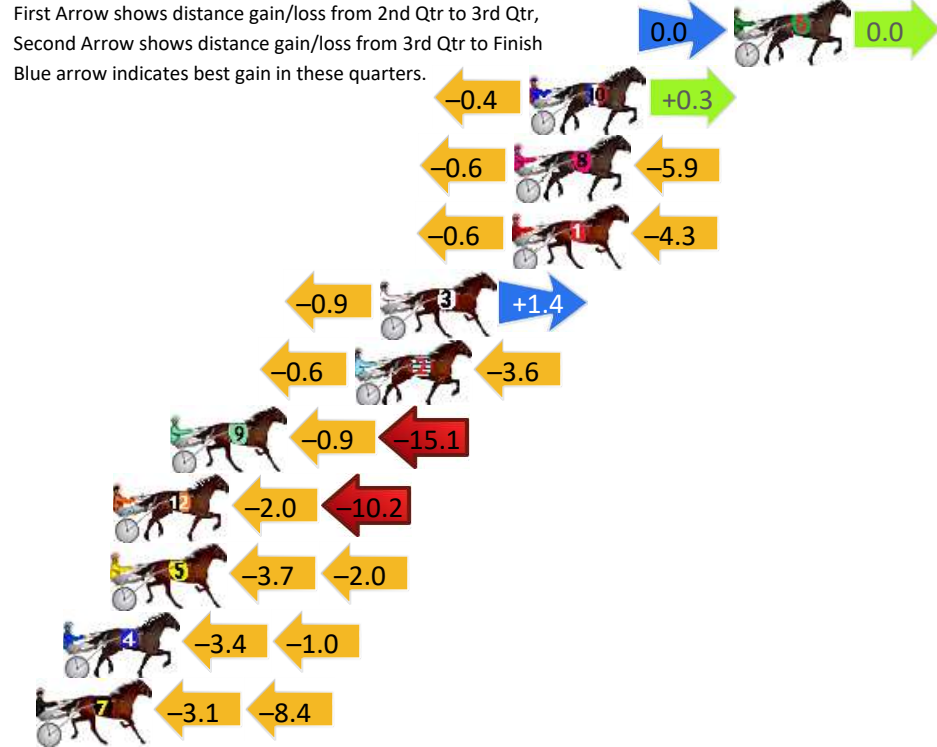 First Arrow shows distance gain/loss from 2nd Qtr to 3rd Qtr,
Second Arrow shows distance gain/loss from 3rd Qtr to Finish
Blue arrow indicates best gain in these quarters.
0.0 0.0
–0.4 10 +0.3
–0.6 8 –5.9
–0.6 1 –4.3
–0.9 3 +1.4
–0.6 –3.6
9 –0.9 –15.1
12 –2.0 –10.2
5 –3.7 –2.0
4 –3.4 –1.0
7 –3.1 –8.4